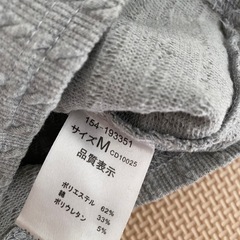 154-193351
サイズM CD10025
品質表示
ポリエステル 62%
綿 33%
ポリウレタン 5%